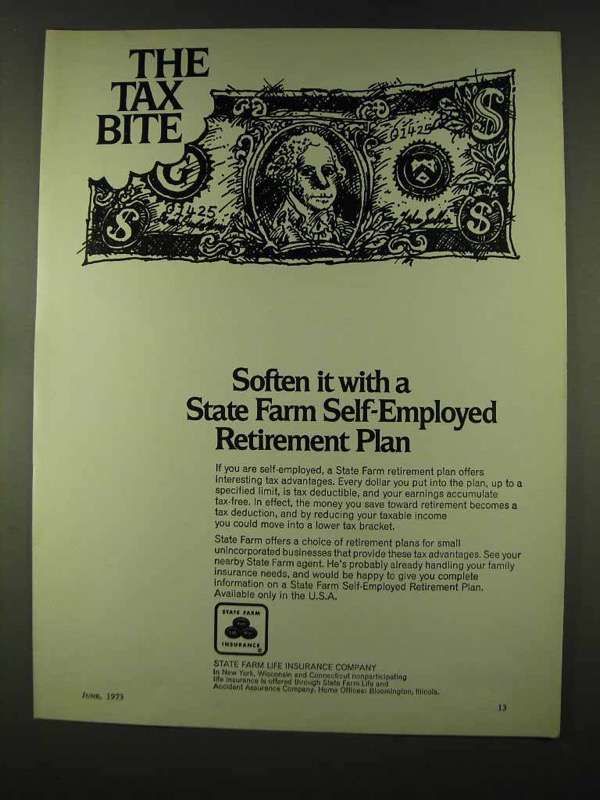 THE
TAX
BITE
01425
$
01425
$
$
Soften it with a
State Farm Self-Employed
Retirement Plan
If you are self-employed, a State Farm retirement plan offers
interesting tax advantages. Every dollar you put into the plan, up to a
specified limit, is tax deductible, and your earnings accumulate
tax-free. In effect, the money you save toward retirement becomes a
tax deduction, and by reducing your taxable income
you could move into a lower tax bracket.
State Farm offers a choice of retirement plans for small
unincorporated businesses that provide these tax advantages. See your
nearby State Farm agent. He's probably already handling your family
insurance needs, and would be happy to give you complete
information on a State Farm Self-Employed Retirement Plan.
Available only in the U.S.A.
STATE FARM
INSURANCE
®
STATE FARM LIFE INSURANCE COMPANY
In New York, Wisconsin and Connecticut nonparticipating
life insurance is offered through State Farm Life and
Accident Assurance Company. Home Offices: Bloomington, Illinois.
JUNE, 1973
13